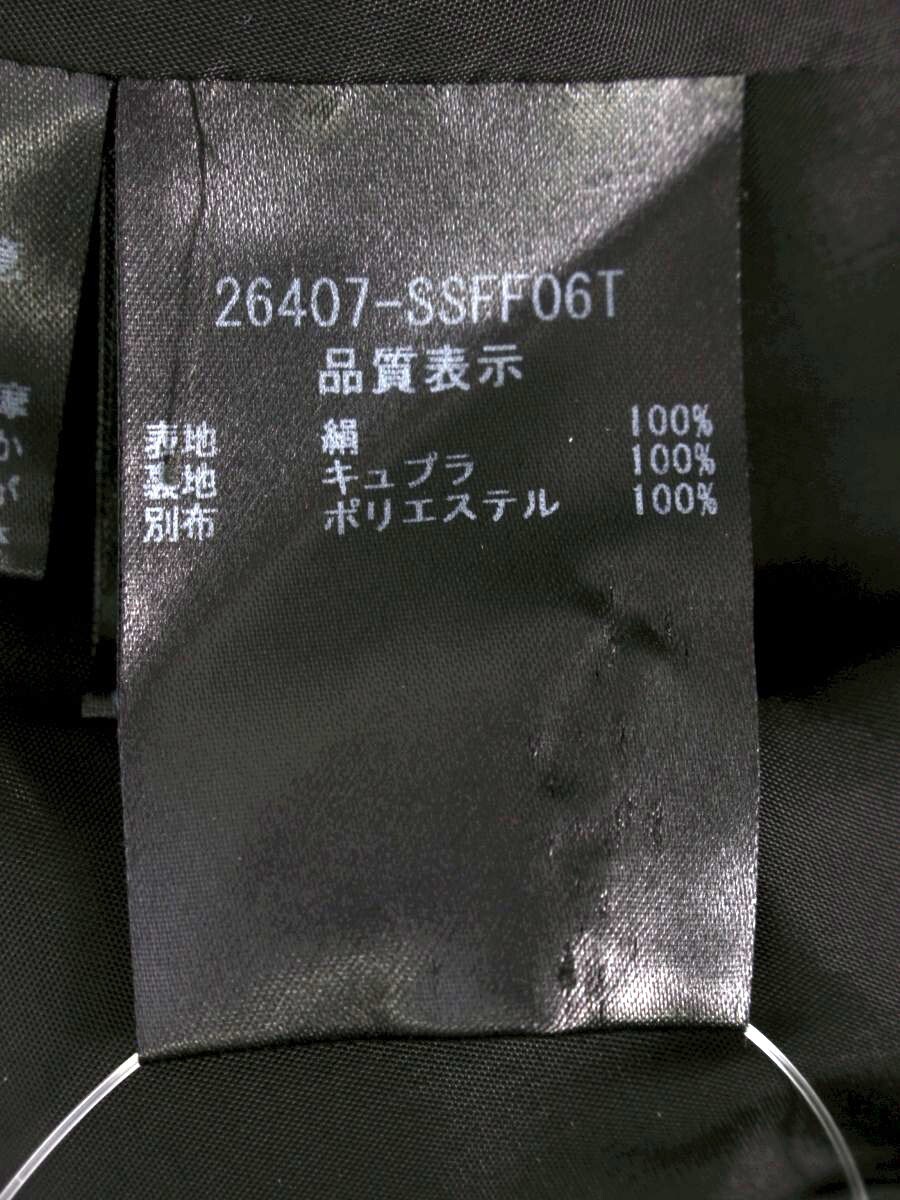 26407-SSFF06T
品質表示
表地 絹 100%
裏地 キュプラ 100%
別布 ポリエステル 100%
か